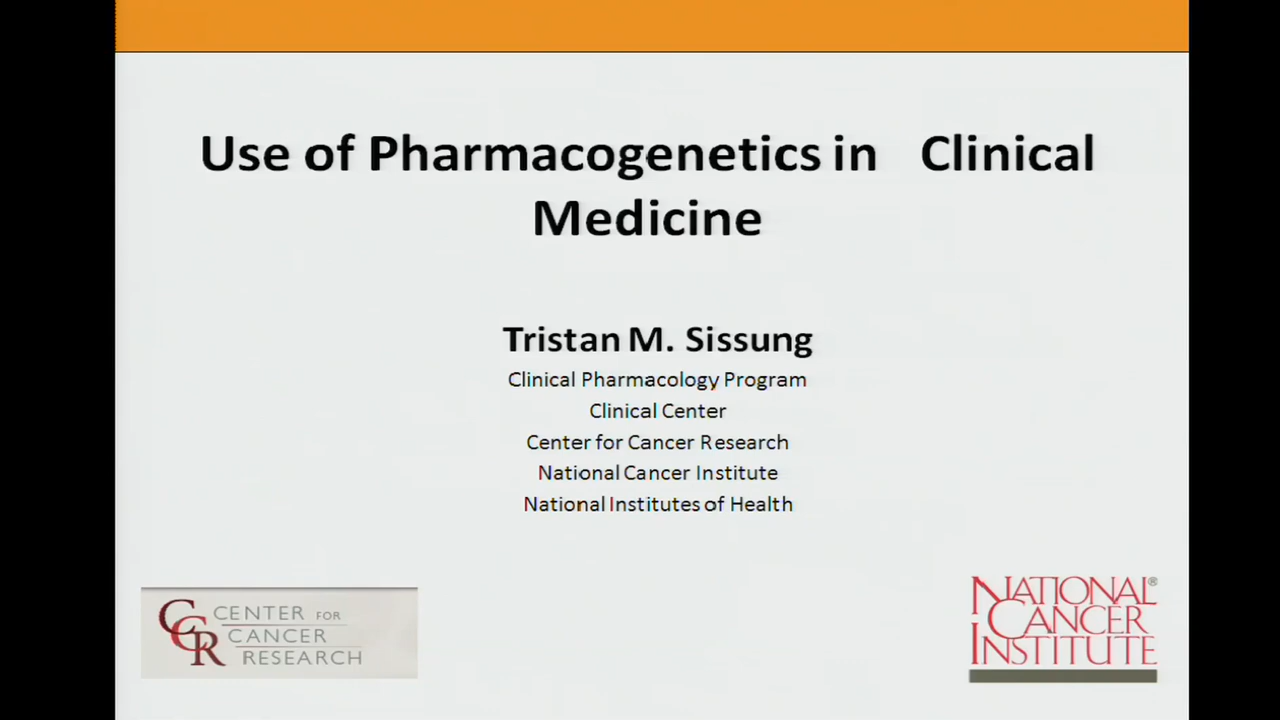 Use of Pharmacogenetics in Clinical
Medicine
Tristan M. Sissung
Clinical Pharmacology Program
Clinical Center
Center for Cancer Research
National Cancer Institute
National Institutes of Health
CCR CENTER FOR
CANCER
RESEARCH
NATIONAL®
CANCER
INSTITUTE